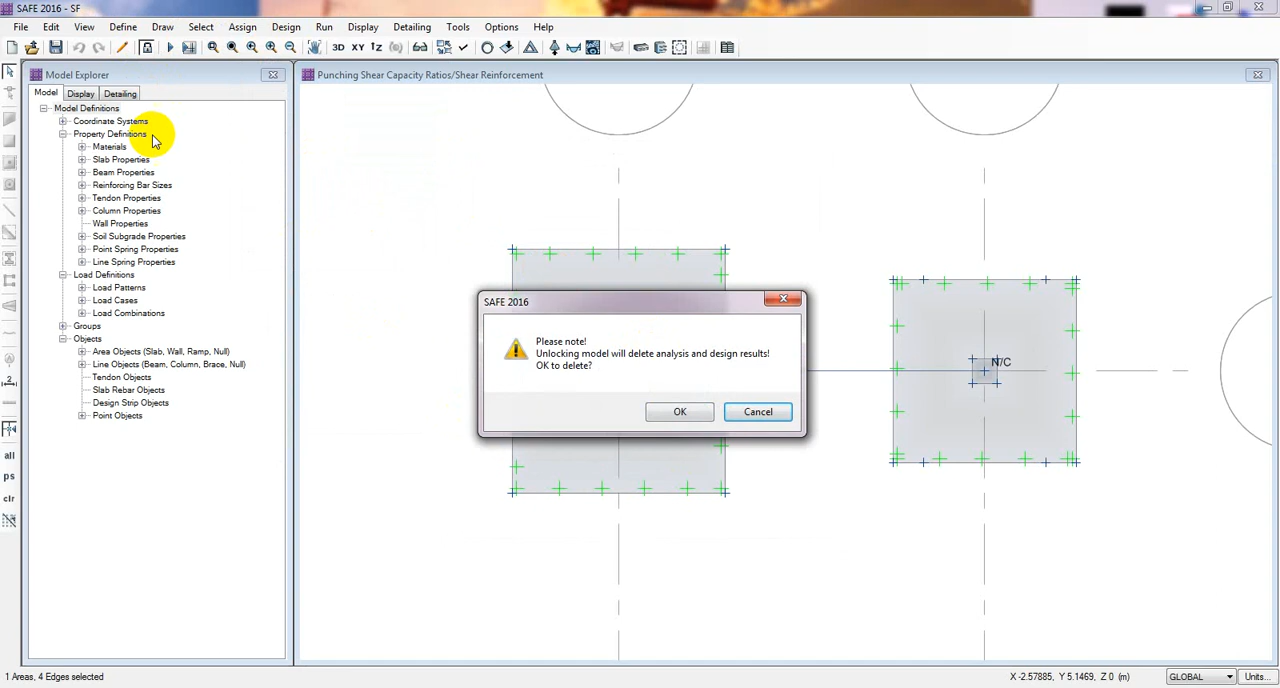 SAFE 2016 - SF
File Edit View Define Draw Select Assign Design Run Display Detailing Tools Options Help
3D XY
Model Explorer
Punching Shear Capacity Ratios/Shear Reinforcement
Model Display Detailing
Model Definitions
Coordinate Systems
Property Definitions
Materials
Slab Properties
Beam Properties
Reinforcing Bar Sizes
Tendon Properties
Column Properties
Wall Properties
Soil Subgrade Properties
Point Spring Properties
Line Spring Properties
Load Definitions
Load Patterns
Load Cases
Load Combinations
Groups
Objects
Area Objects (Slab, Wall, Ramp, Null)
Line Objects (Beam, Column, Brace, Null)
Tendon Objects
Slab Rebar Objects
Design Strip Objects
Point Objects
all
ps
clr
N/C
SAFE 2016
Please note!
Unlocking model will delete analysis and design results!
OK to delete?
OK Cancel
1 Areas, 4 Edges selected
X -2.57885, Y 5.1469, Z 0 (m)
GLOBAL
Units...